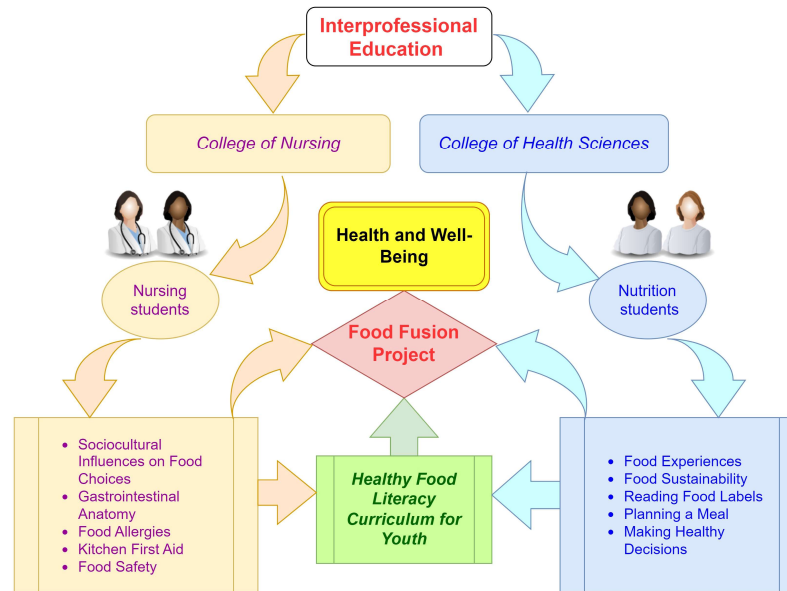 Interprofessional
Education
College of Nursing
College of Health Sciences
Health and Well-
Being
Nursing
students
Nutrition
students
Food Fusion
Project
• Sociocultural
Influences on Food
Choices
• Gastrointestinal
Anatomy
• Food Allergies
• Kitchen First Aid
• Food Safety
Healthy Food
Literacy
Curriculum for
Youth
• Food Experiences
• Food Sustainability
• Reading Food Labels
• Planning a Meal
• Making Healthy
Decisions